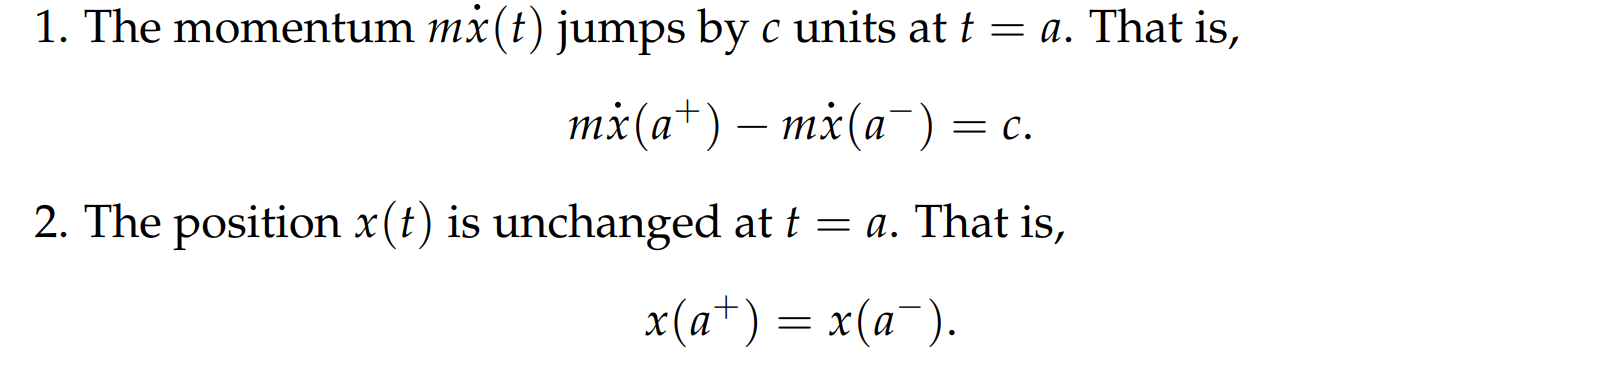 1. The momentum mẋ(t) jumps by c units at t = a. That is,
mẋ(a⁺) − mẋ(a⁻) = c.
2. The position x(t) is unchanged at t = a. That is,
x(a⁺) = x(a⁻).